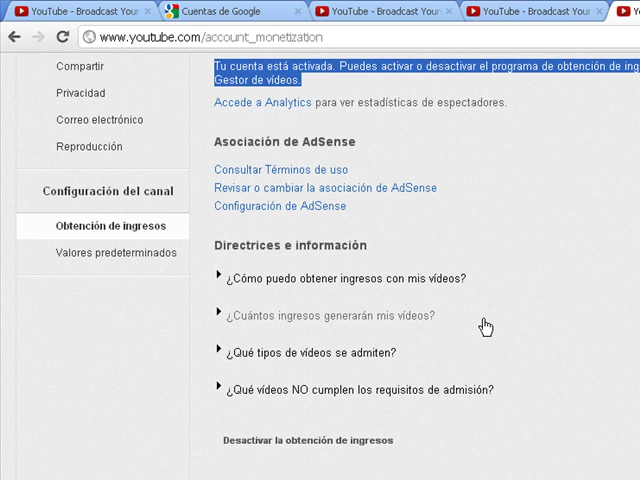 YouTube - Broadcast Your
Cuentas de Google
YouTube - Broadcast Your
YouTube - Broadcast Your
www.youtube.com/account_monetization
Compartir
Privacidad
Correo electrónico
Reproducción
Configuración del canal
Obtención de ingresos
Valores predeterminados
Tu cuenta está activada. Puedes activar o desactivar el programa de obtención de ing
Gestor de vídeos.
Accede a Analytics para ver estadísticas de espectadores.
Asociación de AdSense
Consultar Términos de uso
Revisar o cambiar la asociación de AdSense
Configuración de AdSense
Directrices e información
¿Cómo puedo obtener ingresos con mis vídeos?
¿Cuántos ingresos generarán mis vídeos?
¿Qué tipos de vídeos se admiten?
¿Qué vídeos NO cumplen los requisitos de admisión?
Desactivar la obtención de ingresos